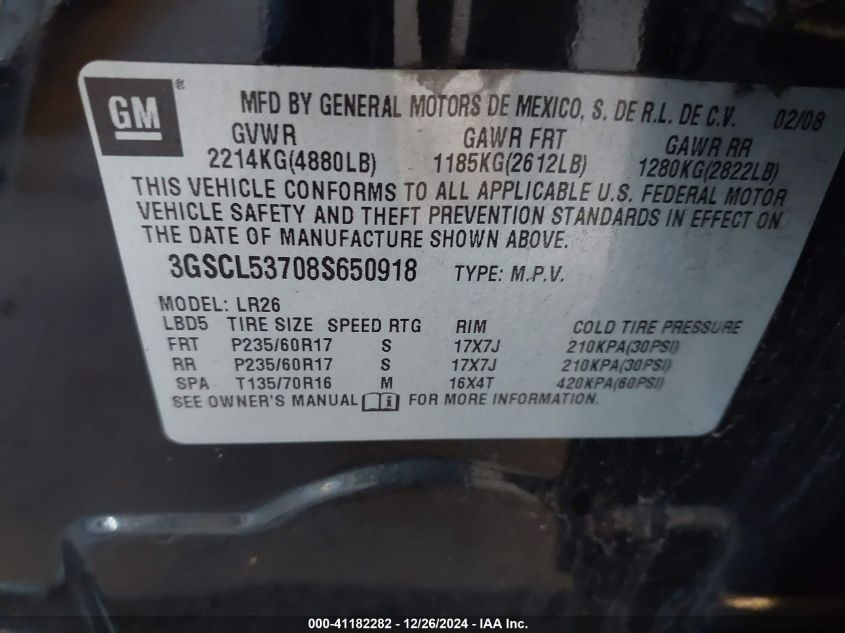 GM ®
MFD BY GENERAL MOTORS DE MEXICO, S. DE R.L. DE C.V. 02/08
GVWR GAWR FRT GAWR RR
2214KG(4880LB) 1185KG(2612LB) 1280KG(2822LB)
THIS VEHICLE CONFORMS TO ALL APPLICABLE U.S. FEDERAL MOTOR
VEHICLE SAFETY AND THEFT PREVENTION STANDARDS IN EFFECT ON
THE DATE OF MANUFACTURE SHOWN ABOVE.
3GSCL53708S650918 TYPE: M.P.V.
MODEL: LR26
LBD5 TIRE SIZE SPEED RTG RIM COLD TIRE PRESSURE
FRT P235/60R17 S 17X7J 210KPA(30PSI)
RR P235/60R17 S 17X7J 210KPA(30PSI)
SPA T135/70R16 M 16X4T 420KPA(60PSI)
SEE OWNER'S MANUAL i FOR MORE INFORMATION.
000-41182282 - 12/26/2024 - IAA Inc.